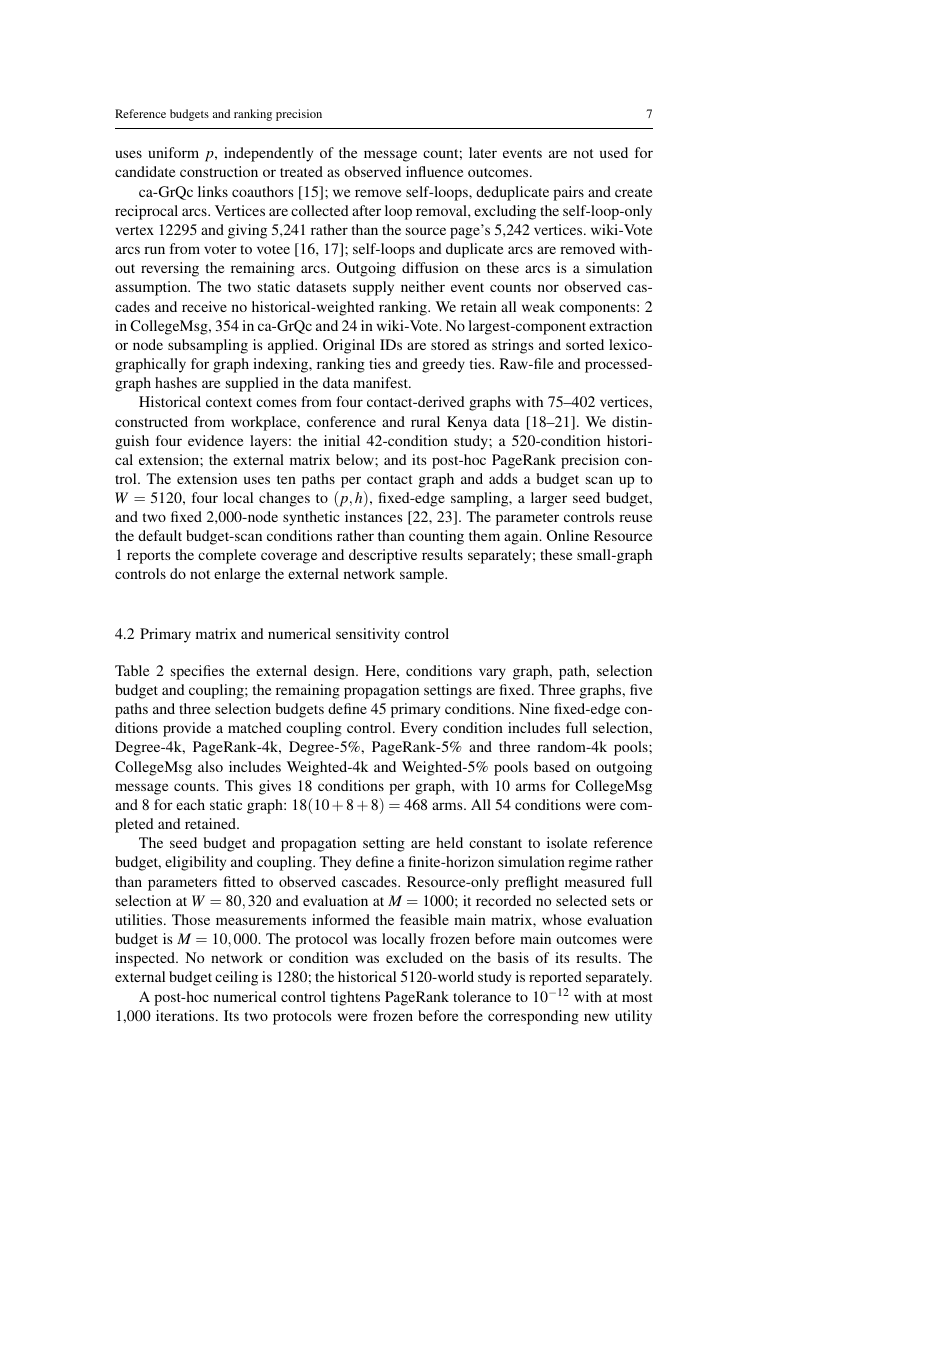 Reference budgets and ranking precision 7
uses uniform p, independently of the message count; later events are not used for
candidate construction or treated as observed influence outcomes.
ca-GrQc links coauthors [15]; we remove self-loops, deduplicate pairs and create
reciprocal arcs. Vertices are collected after loop removal, excluding the self-loop-only
vertex 12295 and giving 5,241 rather than the source page's 5,242 vertices. wiki-Vote
arcs run from voter to votee [16, 17]; self-loops and duplicate arcs are removed with-
out reversing the remaining arcs. Outgoing diffusion on these arcs is a simulation
assumption. The two static datasets supply neither event counts nor observed cas-
cades and receive no historical-weighted ranking. We retain all weak components: 2
in CollegeMsg, 354 in ca-GrQc and 24 in wiki-Vote. No largest-component extraction
or node subsampling is applied. Original IDs are stored as strings and sorted lexico-
graphically for graph indexing, ranking ties and greedy ties. Raw-file and processed-
graph hashes are supplied in the data manifest.
Historical context comes from four contact-derived graphs with 75–402 vertices,
constructed from workplace, conference and rural Kenya data [18–21]. We distin-
guish four evidence layers: the initial 42-condition study; a 520-condition histori-
cal extension; the external matrix below; and its post-hoc PageRank precision con-
trol. The extension uses ten paths per contact graph and adds a budget scan up to
W = 5120, four local changes to (p,h), fixed-edge sampling, a larger seed budget,
and two fixed 2,000-node synthetic instances [22, 23]. The parameter controls reuse
the default budget-scan conditions rather than counting them again. Online Resource
1 reports the complete coverage and descriptive results separately; these small-graph
controls do not enlarge the external network sample.
4.2 Primary matrix and numerical sensitivity control
Table 2 specifies the external design. Here, conditions vary graph, path, selection
budget and coupling; the remaining propagation settings are fixed. Three graphs, five
paths and three selection budgets define 45 primary conditions. Nine fixed-edge con-
ditions provide a matched coupling control. Every condition includes full selection,
Degree-4k, PageRank-4k, Degree-5%, PageRank-5% and three random-4k pools;
CollegeMsg also includes Weighted-4k and Weighted-5% pools based on outgoing
message counts. This gives 18 conditions per graph, with 10 arms for CollegeMsg
and 8 for each static graph: 18(10+8+8) = 468 arms. All 54 conditions were com-
pleted and retained.
The seed budget and propagation setting are held constant to isolate reference
budget, eligibility and coupling. They define a finite-horizon simulation regime rather
than parameters fitted to observed cascades. Resource-only preflight measured full
selection at W = 80,320 and evaluation at M = 1000; it recorded no selected sets or
utilities. Those measurements informed the feasible main matrix, whose evaluation
budget is M = 10,000. The protocol was locally frozen before main outcomes were
inspected. No network or condition was excluded on the basis of its results. The
external budget ceiling is 1280; the historical 5120-world study is reported separately.
A post-hoc numerical control tightens PageRank tolerance to 10⁻¹² with at most
1,000 iterations. Its two protocols were frozen before the corresponding new utility